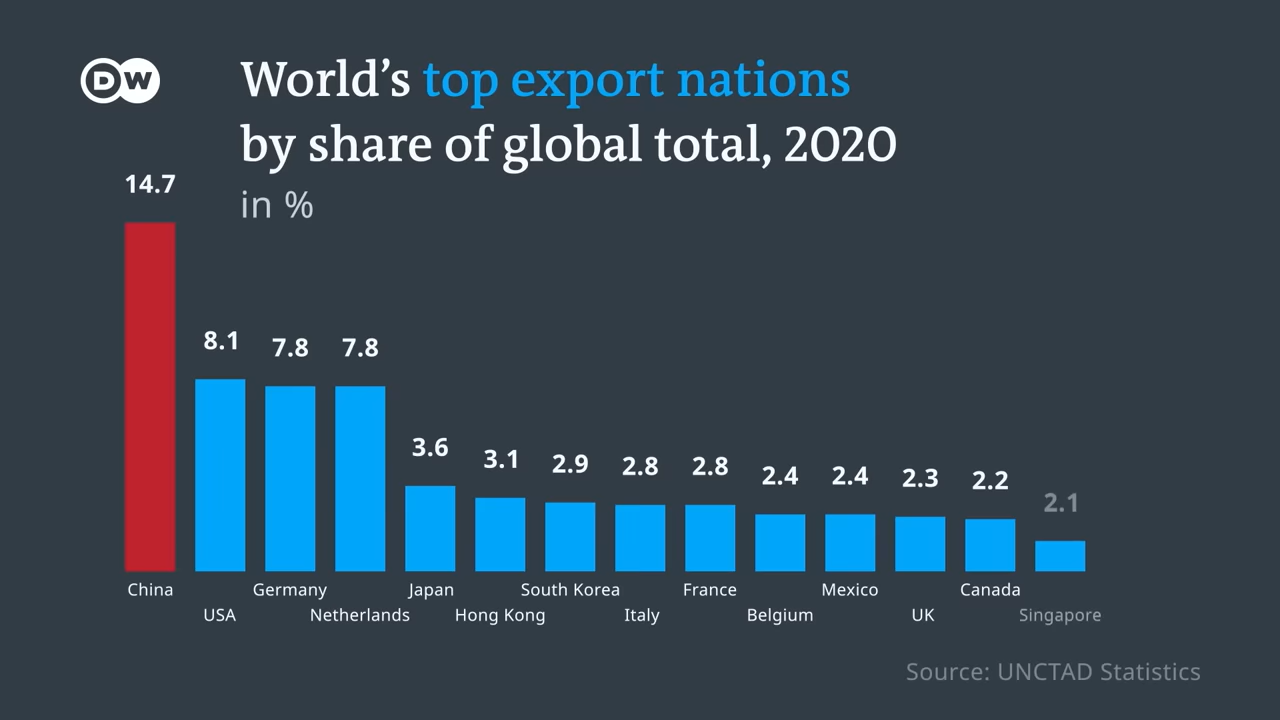 DW
World's top export nations
by share of global total, 2020
in %
14.7
8.1
7.8
7.8
3.6
3.1
2.9
2.8
2.8
2.4
2.4
2.3
2.2
2.1
China
USA
Germany
Netherlands
Japan
Hong Kong
South Korea
Italy
France
Belgium
Mexico
UK
Canada
Singapore
Source: UNCTAD Statistics